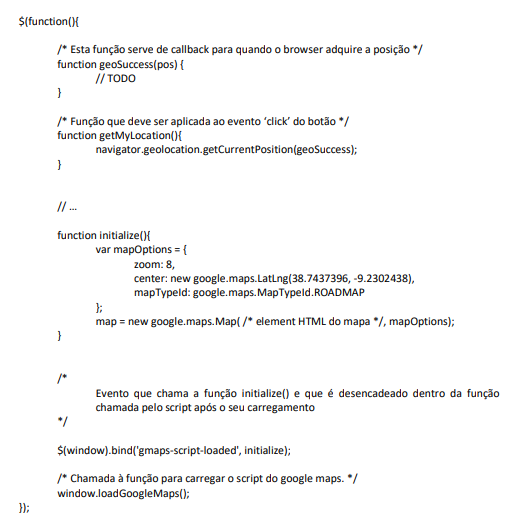 $(function(){
/* Esta função serve de callback para quando o browser adquire a posição */
function geoSuccess(pos) {
// TODO
}
/* Função que deve ser aplicada ao evento ‘click’ do botão */
function getMyLocation(){
navigator.geolocation.getCurrentPosition(geoSuccess);
}
// ...
function initialize(){
var mapOptions = {
zoom: 8,
center: new google.maps.LatLng(38.7437396, -9.2302438),
mapTypeId: google.maps.MapTypeId.ROADMAP
};
map = new google.maps.Map( /* element HTML do mapa */, mapOptions);
}
/*
Evento que chama a função initialize() e que é desencadeado dentro da função
chamada pelo script após o seu carregamento
*/
$(window).bind('gmaps-script-loaded', initialize);
/* Chamada à função para carregar o script do google maps. */
window.loadGoogleMaps();
});